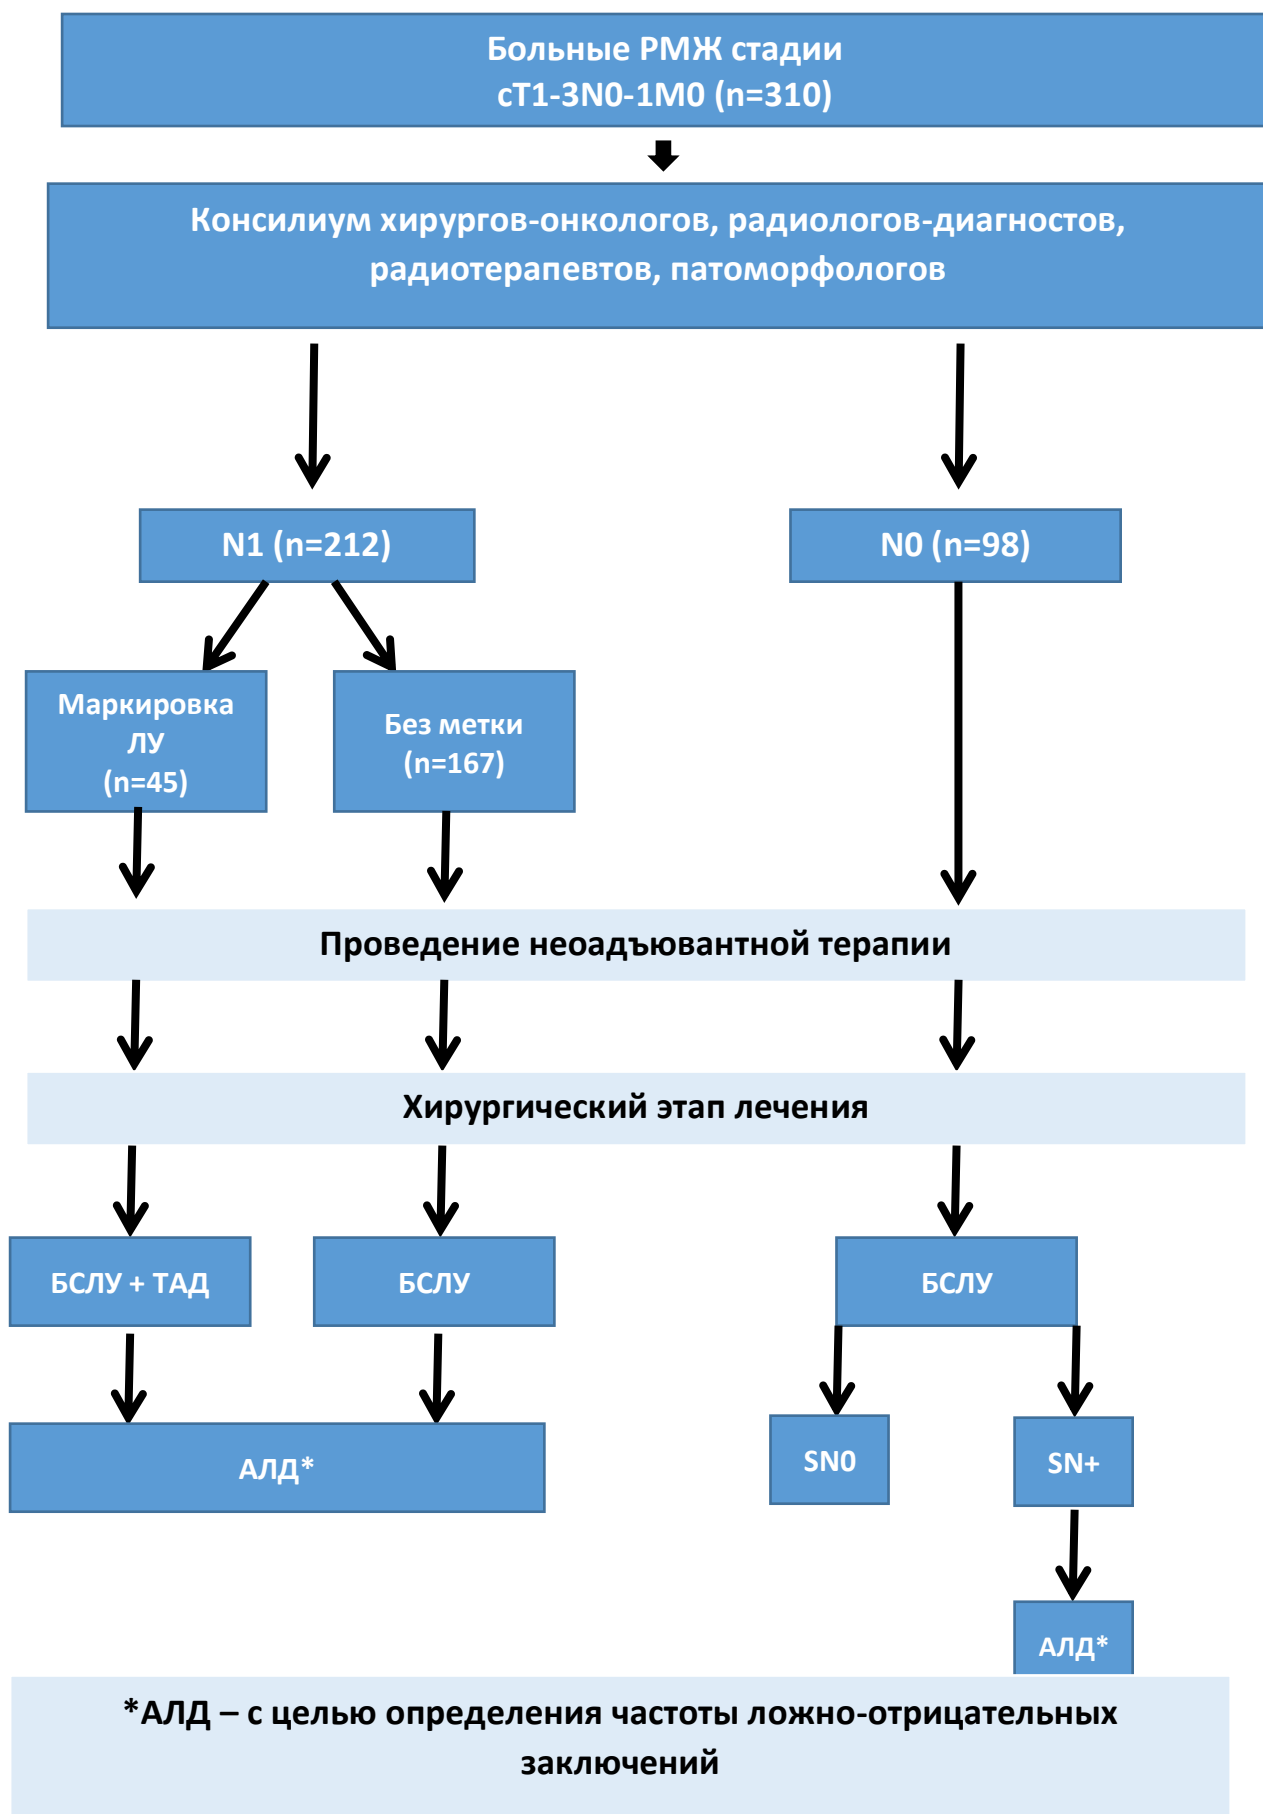 Больные РМЖ стадии
cT1-3N0-1M0 (n=310)
Консилиум хирургов-онкологов, радиологов-диагностов,
радиотерапевтов, патоморфологов
N1 (n=212)
N0 (n=98)
Маркировка
ЛУ
(n=45)
Без метки
(n=167)
Проведение неоадъювантной терапии
Хирургический этап лечения
БСЛУ + ТАД
БСЛУ
БСЛУ
АЛД*
SN0
SN+
АЛД*
*АЛД – с целью определения частоты ложно-отрицательных
заключений